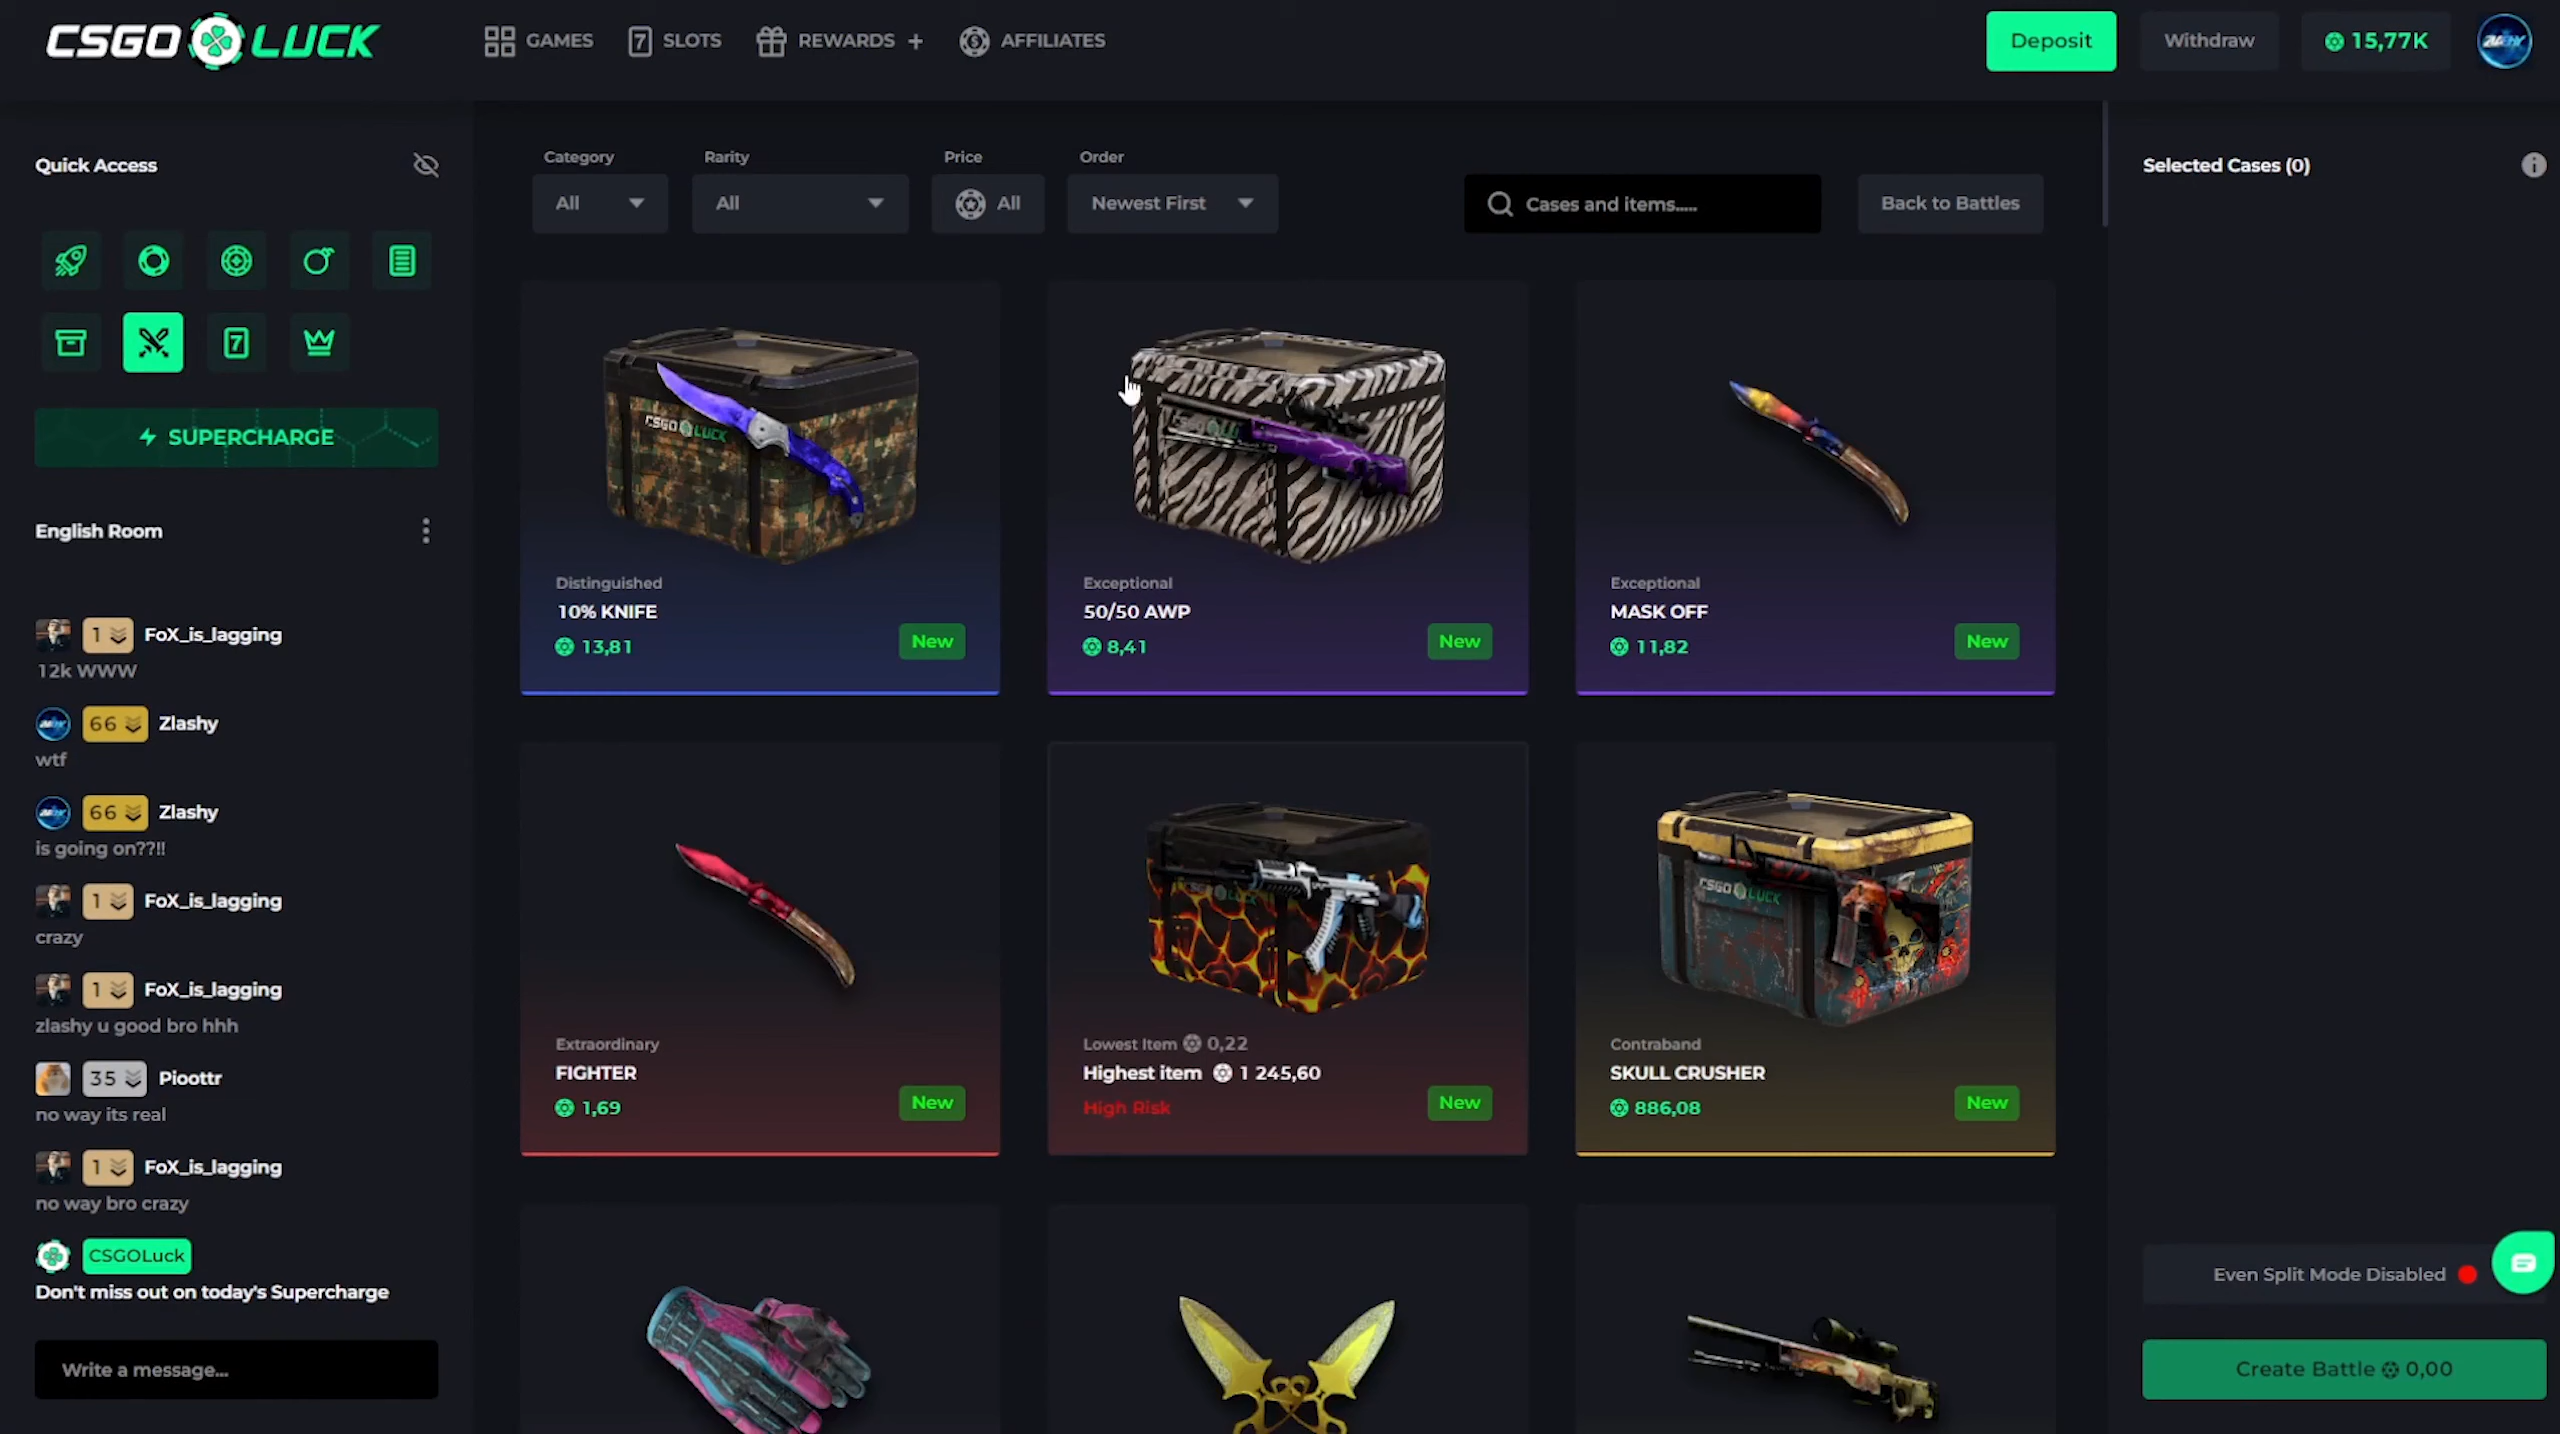 CSGO LUCK
GAMES
SLOTS
REWARDS +
AFFILIATES
Deposit
Withdraw
15,77K
Quick Access
SUPERCHARGE
English Room
1 FoX_is_lagging
12k WWW
66 Zlashy
wtf
66 Zlashy
is going on??!!
1 FoX_is_lagging
crazy
1 FoX_is_lagging
zlashy u good bro hhh
35 Pioottr
no way its real
1 FoX_is_lagging
no way bro crazy
CSGOLuck
Don't miss out on today's Supercharge
Write a message...
Category
All
Rarity
All
Price
All
Order
Newest First
Cases and items.....
Back to Battles
CSGO LUCK
Distinguished
10% KNIFE
13,81
New
Exceptional
50/50 AWP
8,41
New
Exceptional
MASK OFF
11,82
New
Extraordinary
FIGHTER
1,69
New
Lowest Item 0,22
Highest item 1 245,60
High Risk
New
CSGO LUCK
Contraband
SKULL CRUSHER
886,08
New
Selected Cases (0)
Even Split Mode Disabled
Create Battle 0,00